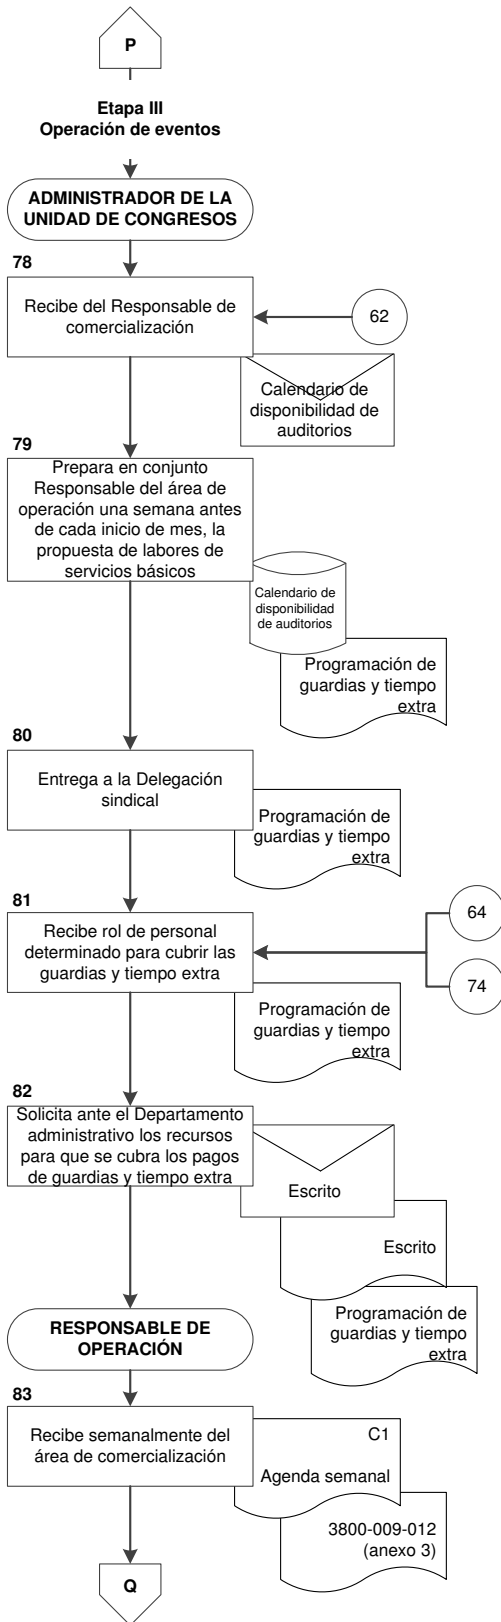 P
Etapa III
Operación de eventos
ADMINISTRADOR DE LA
UNIDAD DE CONGRESOS
78
Recibe del Responsable de
comercialización
62
Calendario de
disponibilidad de
auditorios
79
Prepara en conjunto
Responsable del área de
operación una semana antes
de cada inicio de mes, la
propuesta de labores de
servicios básicos
Calendario de
disponibilidad
de auditorios
Programación de
guardias y tiempo
extra
80
Entrega a la Delegación
sindical
Programación de
guardias y tiempo
extra
81
Recibe rol de personal
determinado para cubrir las
guardias y tiempo extra
64
74
Programación de
guardias y tiempo
extra
82
Solicita ante el Departamento
administrativo los recursos
para que se cubra los pagos
de guardias y tiempo extra
Escrito
Escrito
Programación de
guardias y tiempo
extra
RESPONSABLE DE
OPERACIÓN
83
Recibe semanalmente del
área de comercialización
C1
Agenda semanal
3800-009-012
(anexo 3)
Q